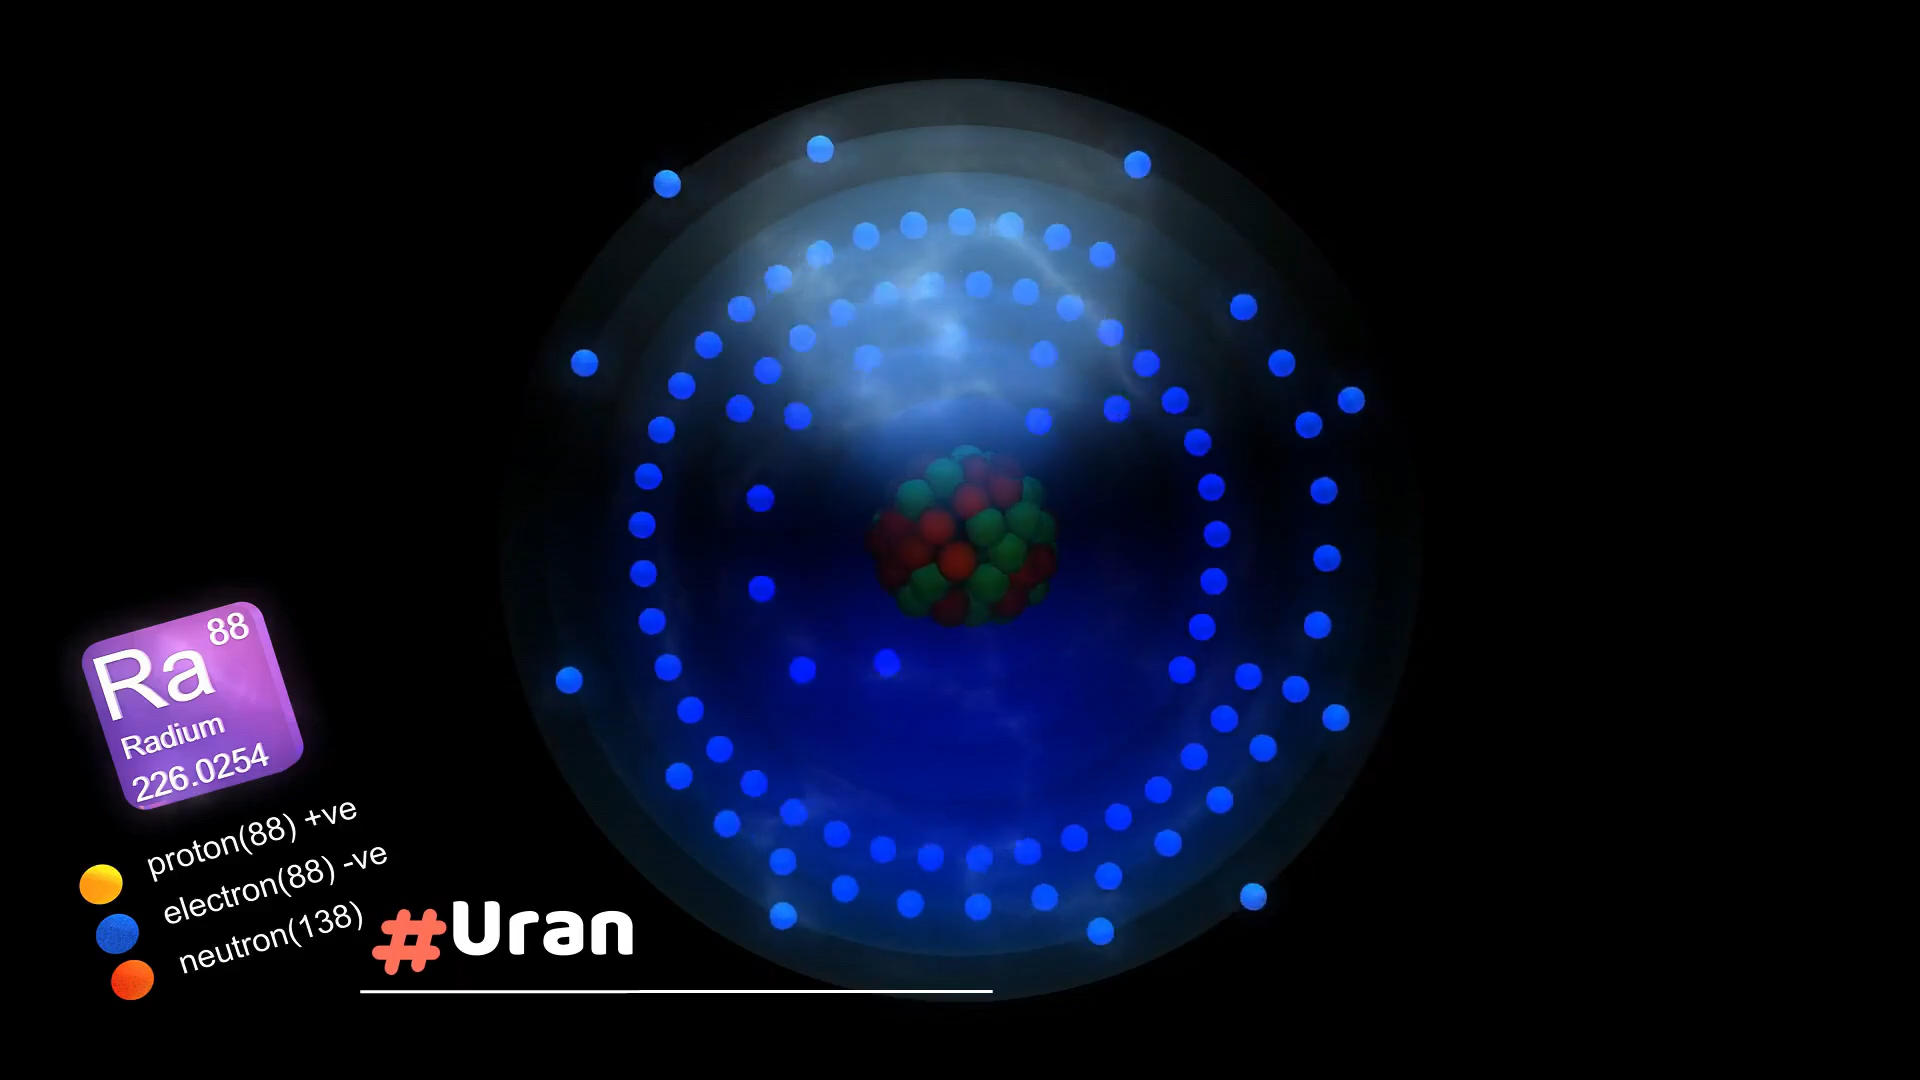 88
Ra
Radium
226.0254
proton(88) +ve
electron(88) -ve
neutron(138)
#Uran